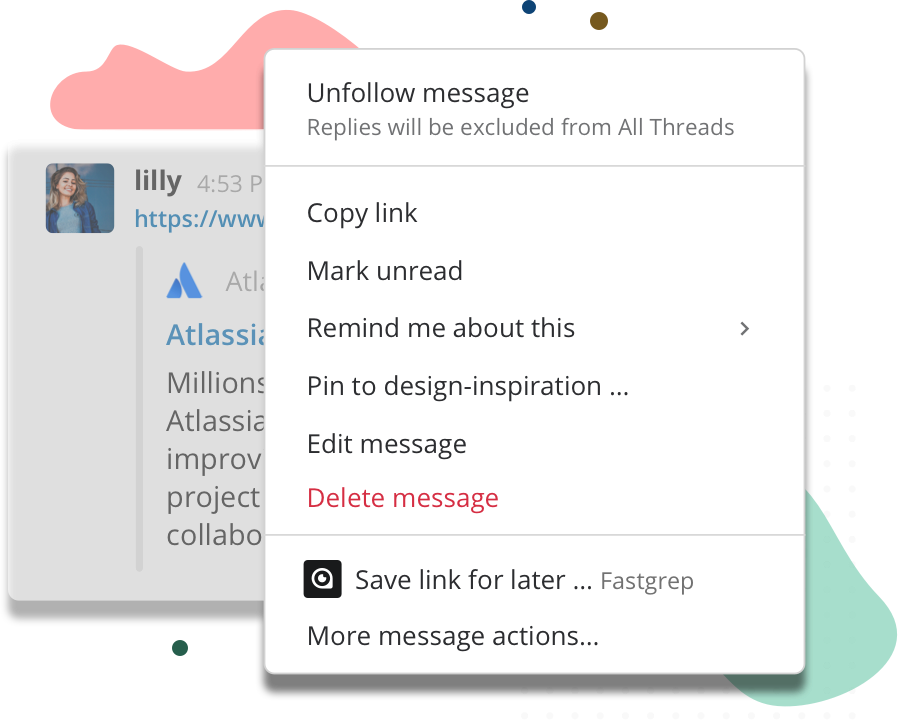 Unfollow message
Replies will be excluded from All Threads
lilly 4:53 P
https://www
Atla
Atlassia
Millions
Atlassia
improv
project
collabo
Copy link
Mark unread
Remind me about this
Pin to design-inspiration ...
Edit message
Delete message
Save link for later ... Fastgrep
More message actions...